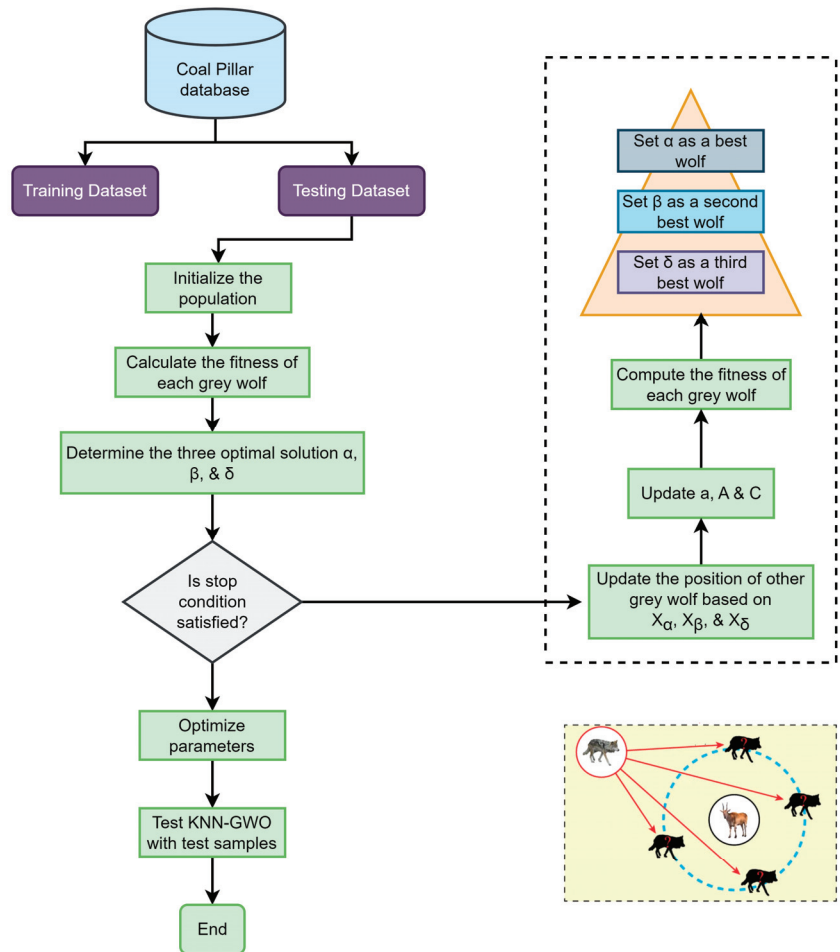 Coal Pillar
database
Training Dataset
Testing Dataset
Initialize the
population
Calculate the fitness of
each grey wolf
Determine the three optimal solution α,
β, & δ
Is stop
condition
satisfied?
Optimize
parameters
Test KNN-GWO
with test samples
End
Set α as a best
wolf
Set β as a second
best wolf
Set δ as a third
best wolf
Compute the fitness of
each grey wolf
Update a, A & C
Update the position of other
grey wolf based on
Xα, Xβ, & Xδ
?
?
?
?